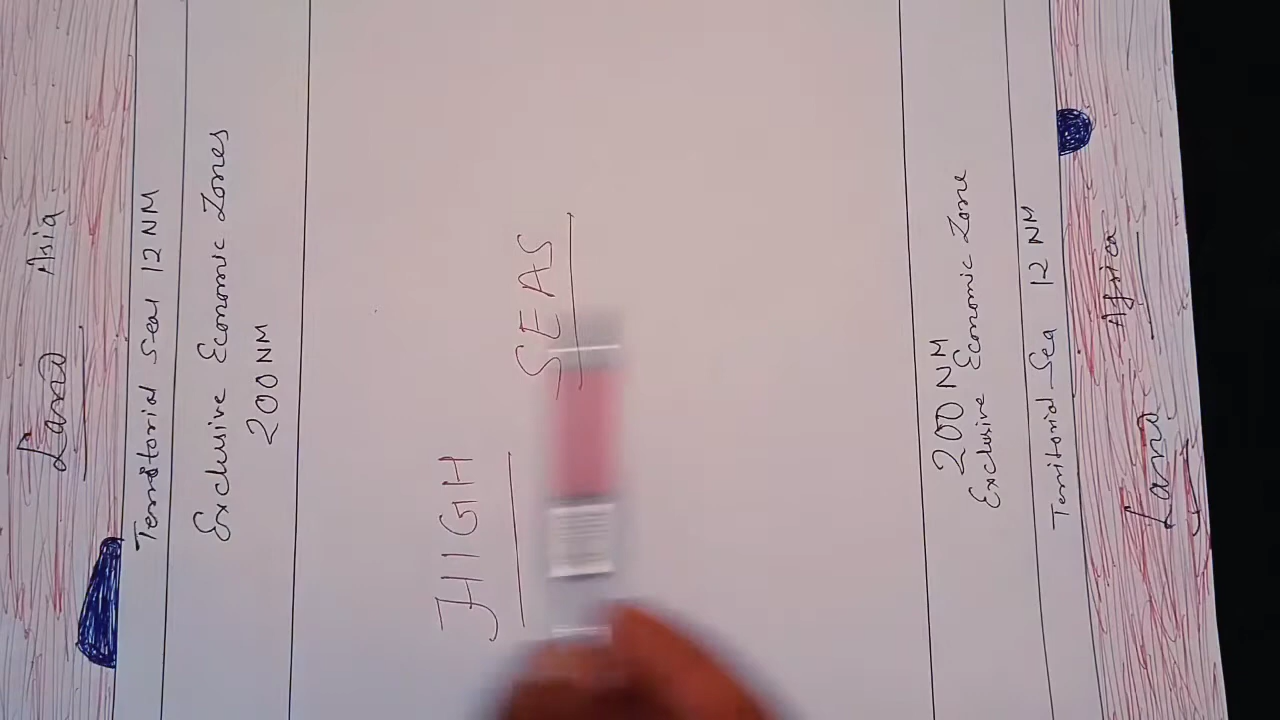 Land Asia
Territorial Sea 12 NM
Exclusive Economic Zones
200 NM
HIGH
SEAS
200 NM
Exclusive Economic Zone
Territorial Sea 12 NM
Land Africa